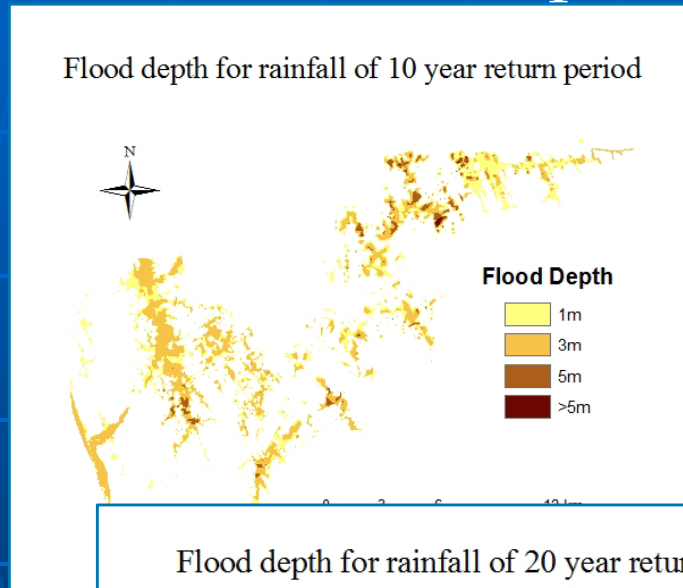 Flood depth for rainfall of 10 year return period
N
Flood Depth
1m
3m
5m
>5m
Flood depth for rainfall of 20 year